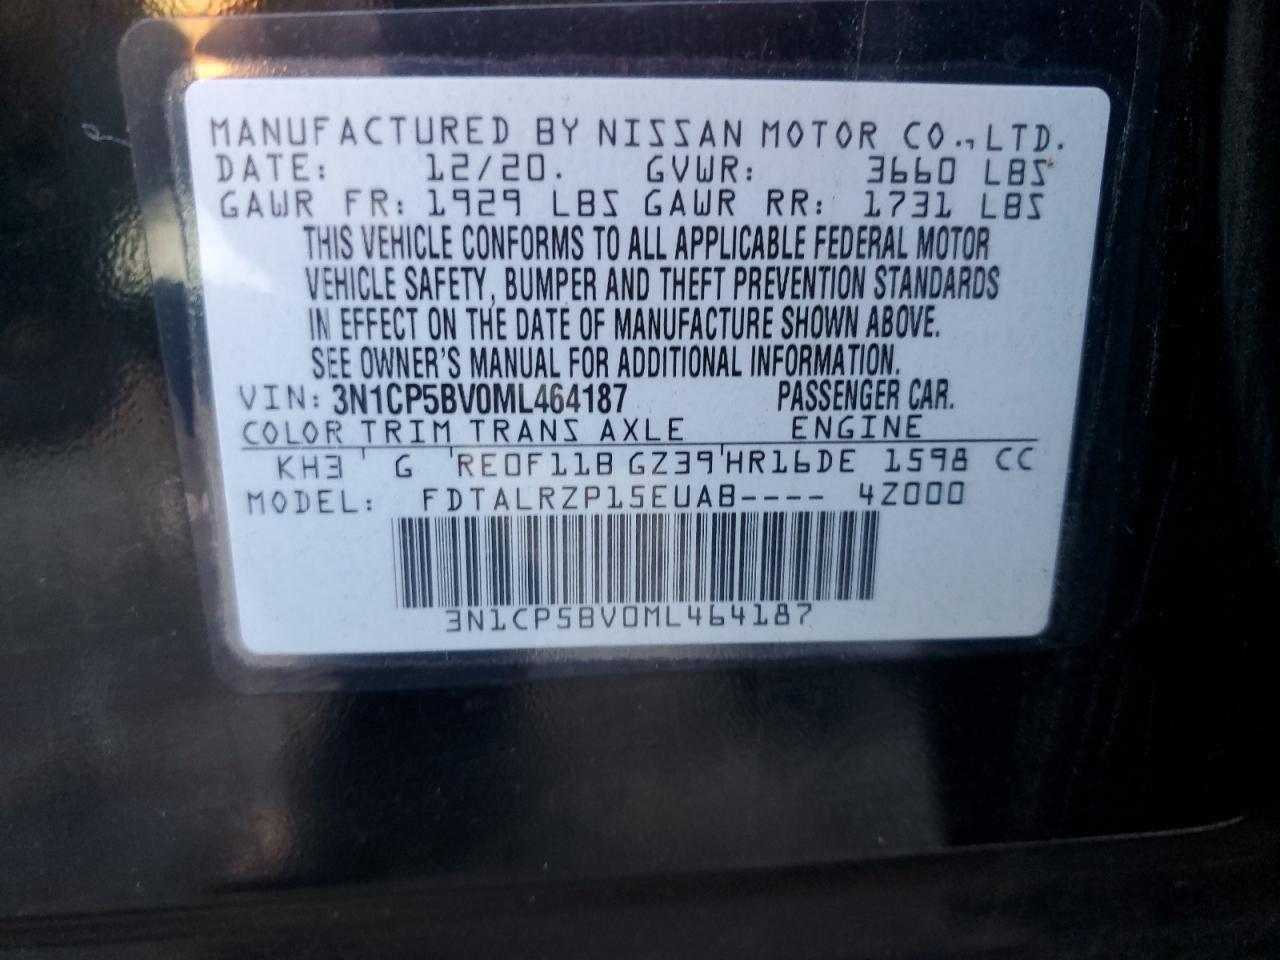 MANUFACTURED BY NISSAN MOTOR CO., LTD.
DATE: 12/20. GVWR: 3660 LBS
GAWR FR: 1929 LBS GAWR RR: 1731 LBS
THIS VEHICLE CONFORMS TO ALL APPLICABLE FEDERAL MOTOR
VEHICLE SAFETY, BUMPER AND THEFT PREVENTION STANDARDS
IN EFFECT ON THE DATE OF MANUFACTURE SHOWN ABOVE.
SEE OWNER'S MANUAL FOR ADDITIONAL INFORMATION.
VIN: 3N1CP5BV0ML464187 PASSENGER CAR.
COLOR TRIM TRANS AXLE ENGINE
KH3 ' G 'RE0F11B GZ39'HR16DE 1598 CC
MODEL: FDTALRZP15EUAB---- 4Z000
3N1CP5BV0ML464187